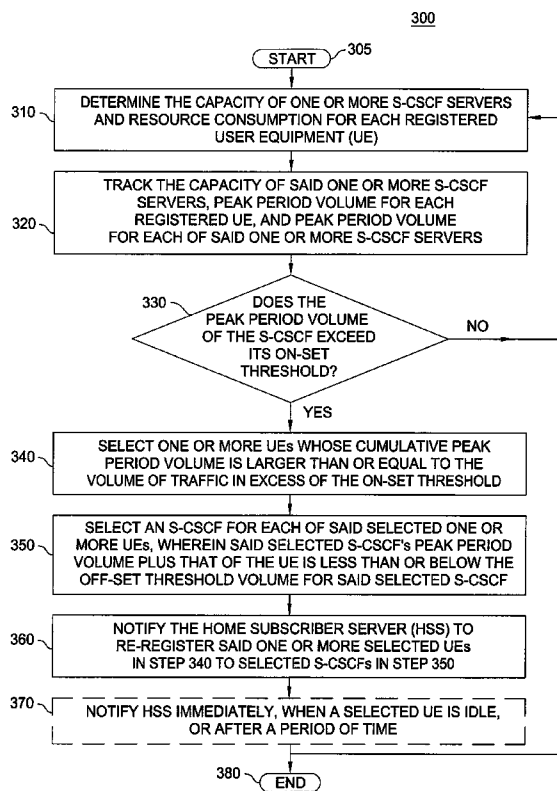 300
START
305
310
DETERMINE THE CAPACITY OF ONE OR MORE S-CSCF SERVERS
AND RESOURCE CONSUMPTION FOR EACH REGISTERED
USER EQUIPMENT (UE)
320
TRACK THE CAPACITY OF SAID ONE OR MORE S-CSCF
SERVERS, PEAK PERIOD VOLUME FOR EACH
REGISTERED UE, AND PEAK PERIOD VOLUME
FOR EACH OF SAID ONE OR MORE S-CSCF SERVERS
330
DOES THE
PEAK PERIOD VOLUME
OF THE S-CSCF EXCEED
ITS ON-SET
THRESHOLD?
NO
YES
340
SELECT ONE OR MORE UEs WHOSE CUMULATIVE PEAK
PERIOD VOLUME IS LARGER THAN OR EQUAL TO THE
VOLUME OF TRAFFIC IN EXCESS OF THE ON-SET THRESHOLD
350
SELECT AN S-CSCF FOR EACH OF SAID SELECTED ONE OR
MORE UEs, WHEREIN SAID SELECTED S-CSCF's PEAK PERIOD
VOLUME PLUS THAT OF THE UE IS LESS THAN OR BELOW THE
OFF-SET THRESHOLD VOLUME FOR SAID SELECTED S-CSCF
360
NOTIFY THE HOME SUBSCRIBER SERVER (HSS) TO
RE-REGISTER SAID ONE OR MORE SELECTED UEs
IN STEP 340 TO SELECTED S-CSCFs IN STEP 350
370
NOTIFY HSS IMMEDIATELY, WHEN A SELECTED UE IS IDLE,
OR AFTER A PERIOD OF TIME
380
END